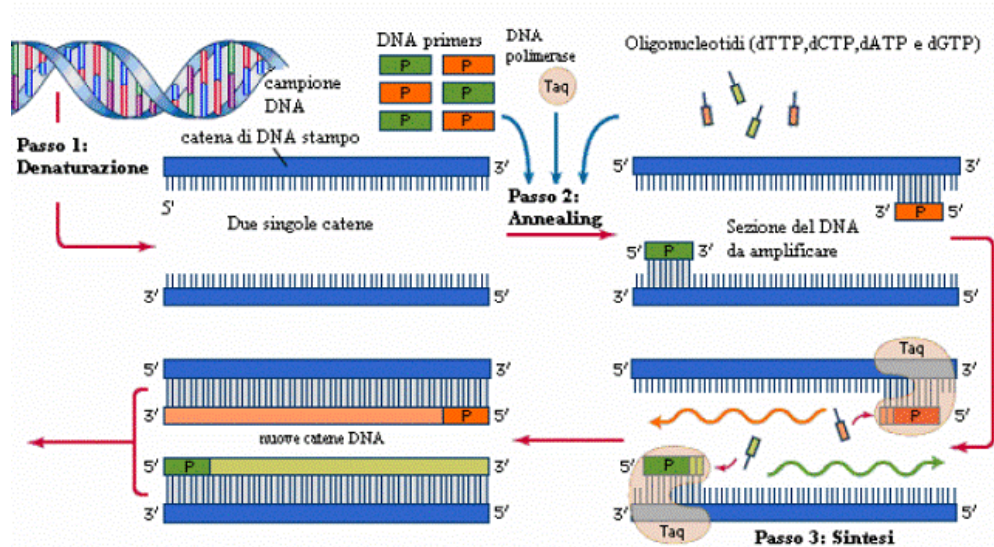 DNA primers
P P
P P
P P
DNA
polimerase
Taq
Oligonucleotidi (dTTP,dCTP,dATP e dGTP)
campione
DNA
Passo 1:
Denaturazione
catena di DNA stampo
3'
5'
Due singole catene
3' 5'
Passo 2:
Annealing
5' 3'
3' P 5'
Sezione del DNA
da amplificare
5' P 3'
3' 5'
5' 3'
3' P 5'
nuove catene DNA
5' P 3'
3' 5'
Taq
5' 3'
P 5'
5' P
3' 5'
Taq
Passo 3: Sintesi